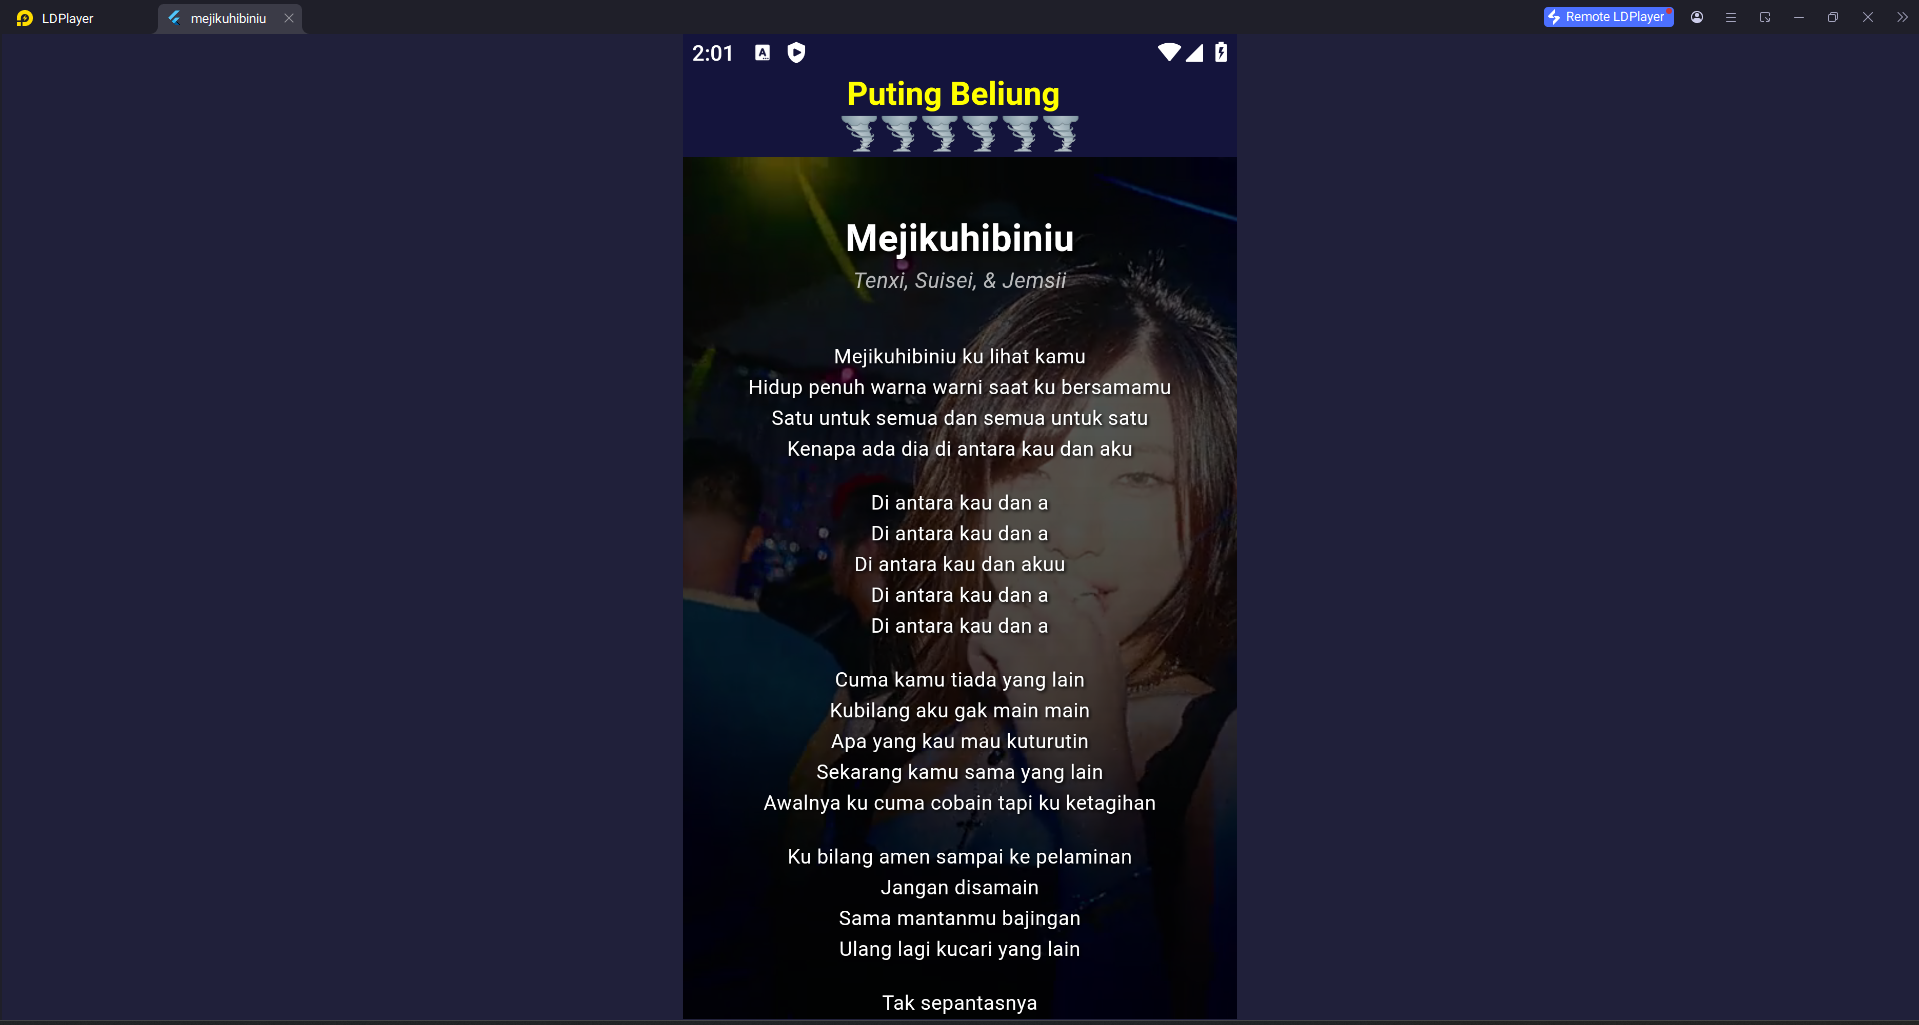 LDPlayer
mejikuhibiniu
Remote LDPlayer
2:01
A
Puting Beliung
Mejikuhibiniu
Tenxi, Suisei, & Jemsii
Mejikuhibiniu ku lihat kamu
Hidup penuh warna warni saat ku bersamamu
Satu untuk semua dan semua untuk satu
Kenapa ada dia di antara kau dan aku
Di antara kau dan a
Di antara kau dan a
Di antara kau dan akuu
Di antara kau dan a
Di antara kau dan a
Cuma kamu tiada yang lain
Kubilang aku gak main main
Apa yang kau mau kuturutin
Sekarang kamu sama yang lain
Awalnya ku cuma cobain tapi ku ketagihan
Ku bilang amen sampai ke pelaminan
Jangan disamain
Sama mantanmu bajingan
Ulang lagi kucari yang lain
Tak sepantasnya